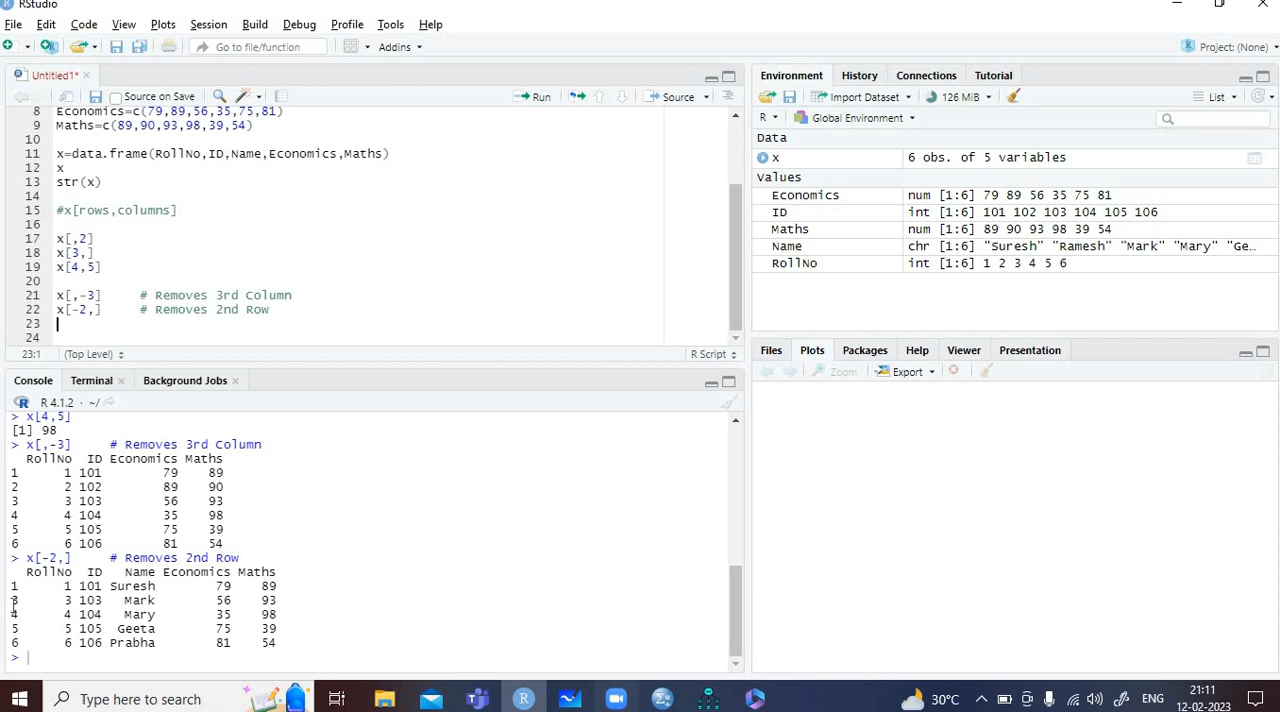 RStudio
File Edit Code View Plots Session Build Debug Profile Tools Help
Go to file/function Addins Project: (None)
Untitled1*
Source on Save Run Source
8 Economics=c(79,89,56,35,75,81)
9 Maths=c(89,90,93,98,39,54)
10
11 x=data.frame(RollNo,ID,Name,Economics,Maths)
12 x
13 str(x)
14
15 #x[rows,columns]
16
17 x[,2]
18 x[3,]
19 x[4,5]
20
21 x[,-3] # Removes 3rd Column
22 x[-2,] # Removes 2nd Row
23
24
23:1 (Top Level) R Script
Console Terminal Background Jobs
R 4.1.2 · ~/
> x[4,5]
[1] 98
> x[,-3] # Removes 3rd Column
RollNo ID Economics Maths
1 1 101 79 89
2 2 102 89 90
3 3 103 56 93
4 4 104 35 98
5 5 105 75 39
6 6 106 81 54
> x[-2,] # Removes 2nd Row
RollNo ID Name Economics Maths
1 1 101 Suresh 79 89
3 3 103 Mark 56 93
4 4 104 Mary 35 98
5 5 105 Geeta 75 39
6 6 106 Prabha 81 54
>
Environment History Connections Tutorial
Import Dataset 126 MiB List
R Global Environment
Data
x 6 obs. of 5 variables
Values
Economics num [1:6] 79 89 56 35 75 81
ID int [1:6] 101 102 103 104 105 106
Maths num [1:6] 89 90 93 98 39 54
Name chr [1:6] "Suresh" "Ramesh" "Mark" "Mary" "Ge…
RollNo int [1:6] 1 2 3 4 5 6
Files Plots Packages Help Viewer Presentation
Zoom Export
Type here to search
30°C ENG
21:11
12-02-2023